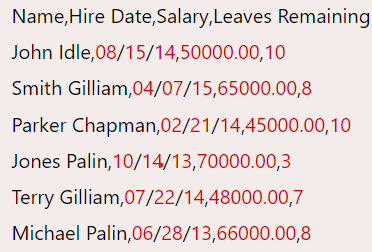 Name,Hire Date,Salary,Leaves Remaining
John Idle,08/15/14,50000.00,10
Smith Gilliam,04/07/15,65000.00,8
Parker Chapman,02/21/14,45000.00,10
Jones Palin,10/14/13,70000.00,3
Terry Gilliam,07/22/14,48000.00,7
Michael Palin,06/28/13,66000.00,8